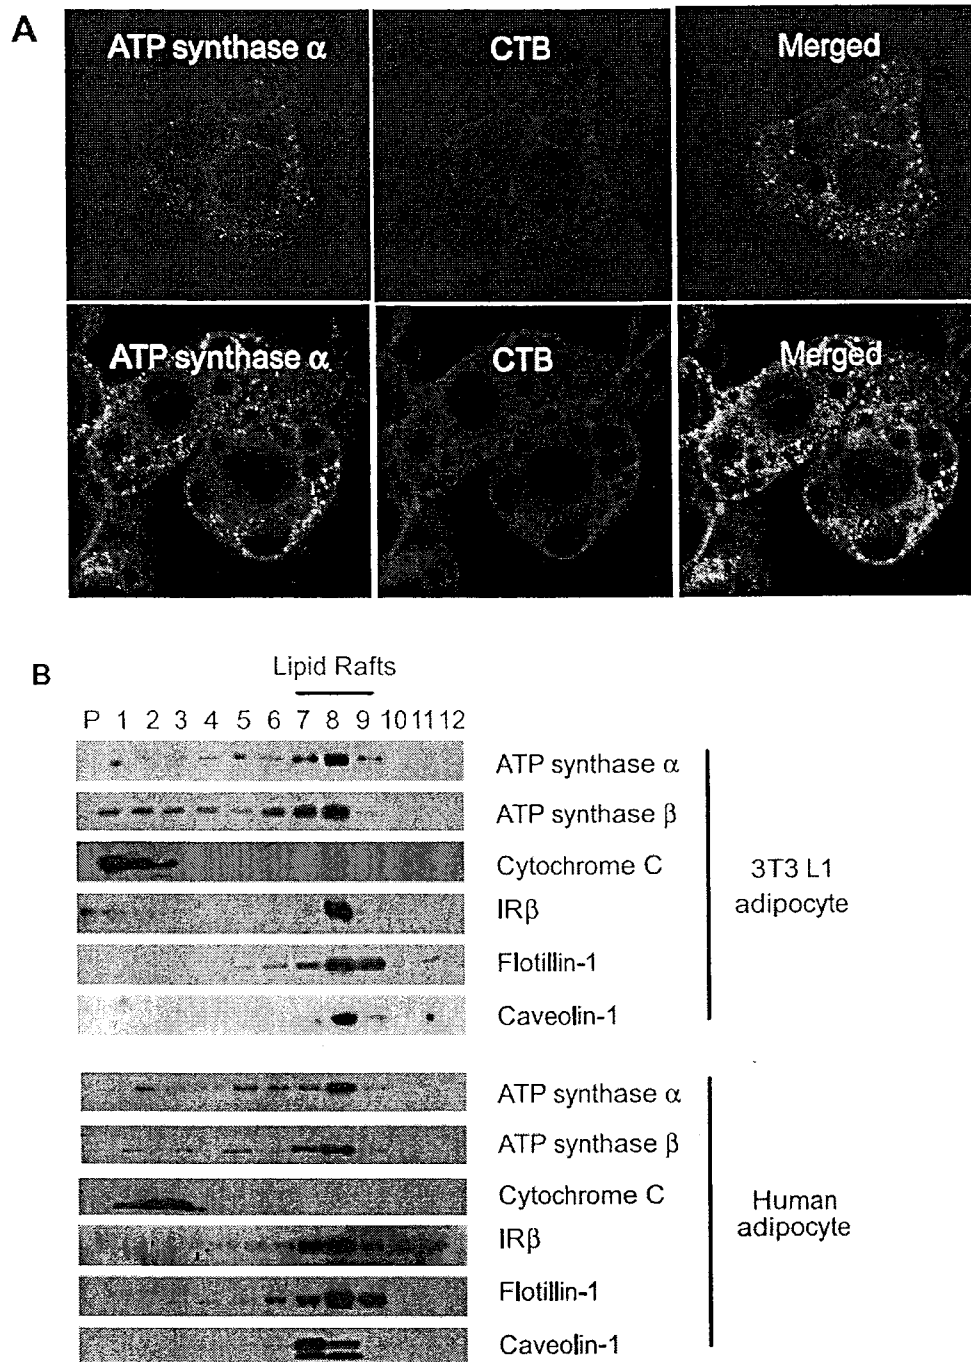 A
ATP synthase α
CTB
Merged
ATP synthase α
CTB
Merged
B
Lipid Rafts
P 1 2 3 4 5 6 7 8 9 10 11 12
ATP synthase α
ATP synthase β
Cytochrome C
IRβ
Flotillin-1
Caveolin-1
3T3 L1
adipocyte
ATP synthase α
ATP synthase β
Cytochrome C
IRβ
Flotillin-1
Caveolin-1
Human
adipocyte